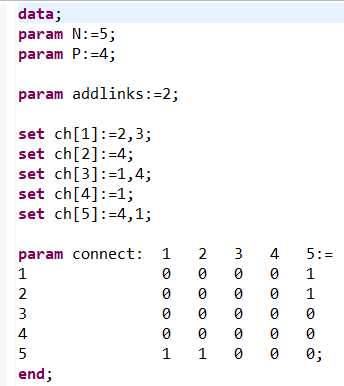 data;
param N:=5;
param P:=4;
param addlinks:=2;
set ch[1]:=2,3;
set ch[2]:=4;
set ch[3]:=1,4;
set ch[4]:=1;
set ch[5]:=4,1;
param connect: 1 2 3 4 5:=
1 0 0 0 0 1
2 0 0 0 0 1
3 0 0 0 0 0
4 0 0 0 0 0
5 1 1 0 0 0;
end;